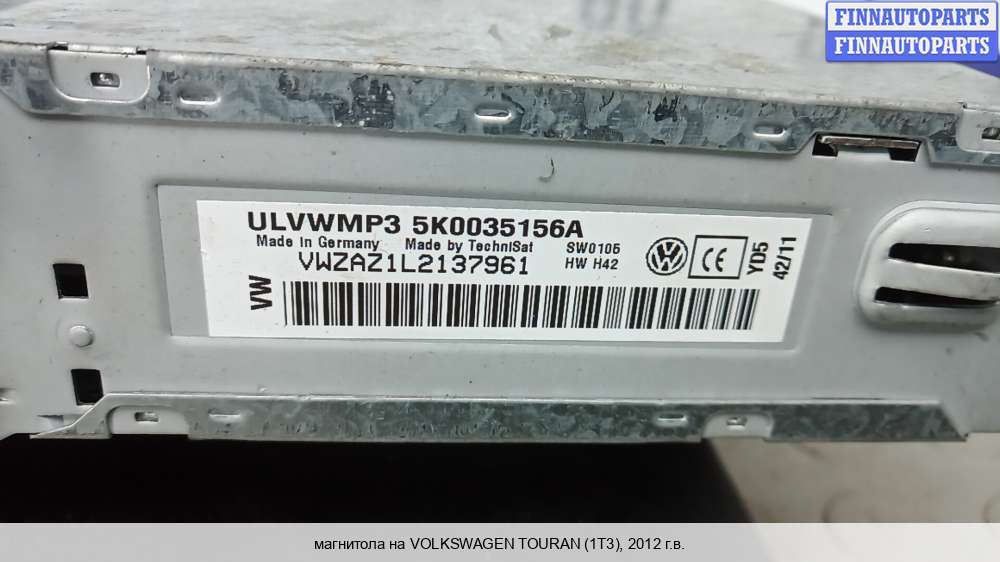 FINNAUTOPARTS
FINNAUTOPARTS
ULVWMP3 5K0035156A
Made in Germany Made by TechniSat SW0105
VWZAZ1L2137961 HW H42
VW
CE
YD5
42/11
магнитола на VOLKSWAGEN TOURAN (1T3), 2012 г.в.